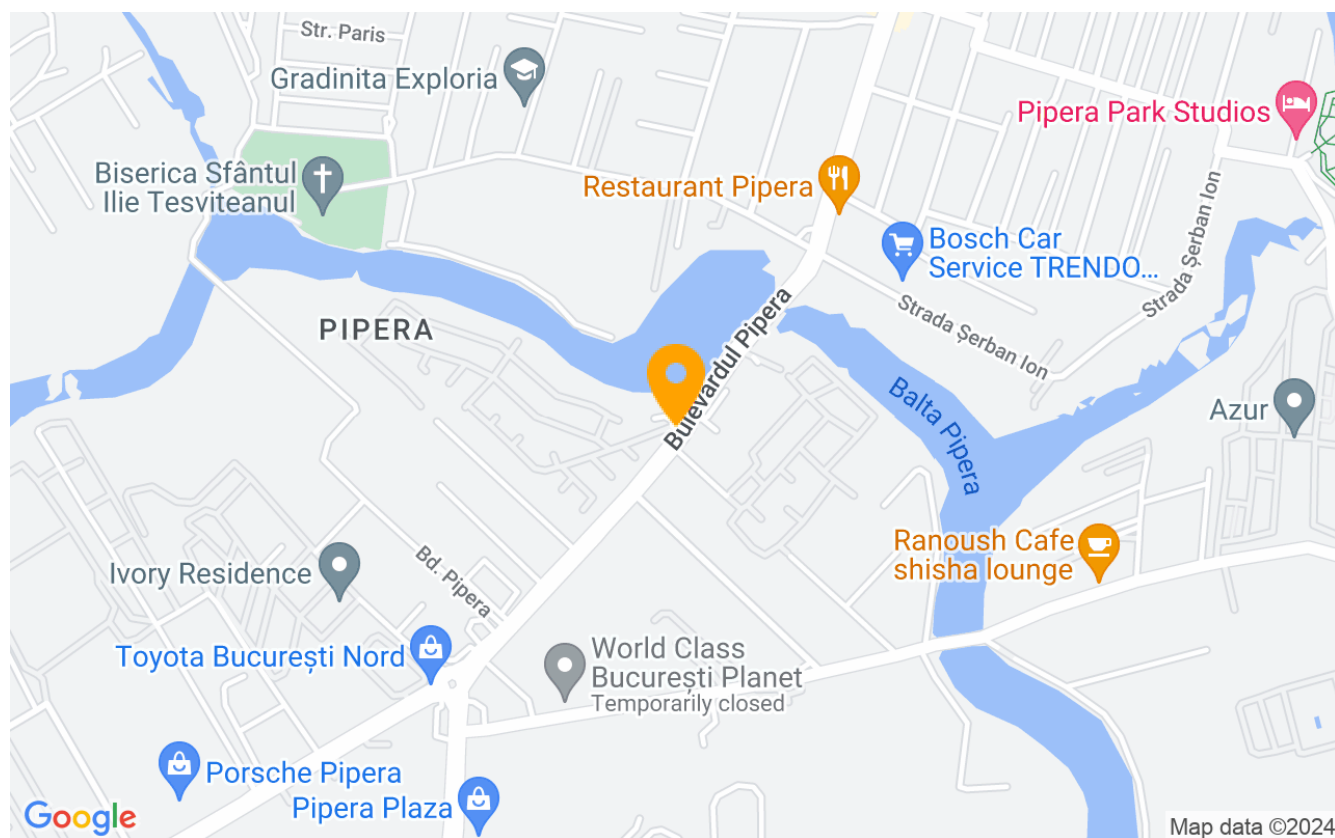 Str. Paris
Gradinita Exploria
Pipera Park Studios
Biserica Sfântul
Ilie Tesviteanul
Restaurant Pipera
Bosch Car
Service TRENDO...
Strada Șerban Ion
Strada Șerban Ion
PIPERA
Bulevardul Pipera
Balta Pipera
Azur
Ranoush Cafe
shisha lounge
Ivory Residence
Bd. Pipera
Toyota București Nord
World Class
București Planet
Temporarily closed
Porsche Pipera
Pipera Plaza
Google
Map data ©2024